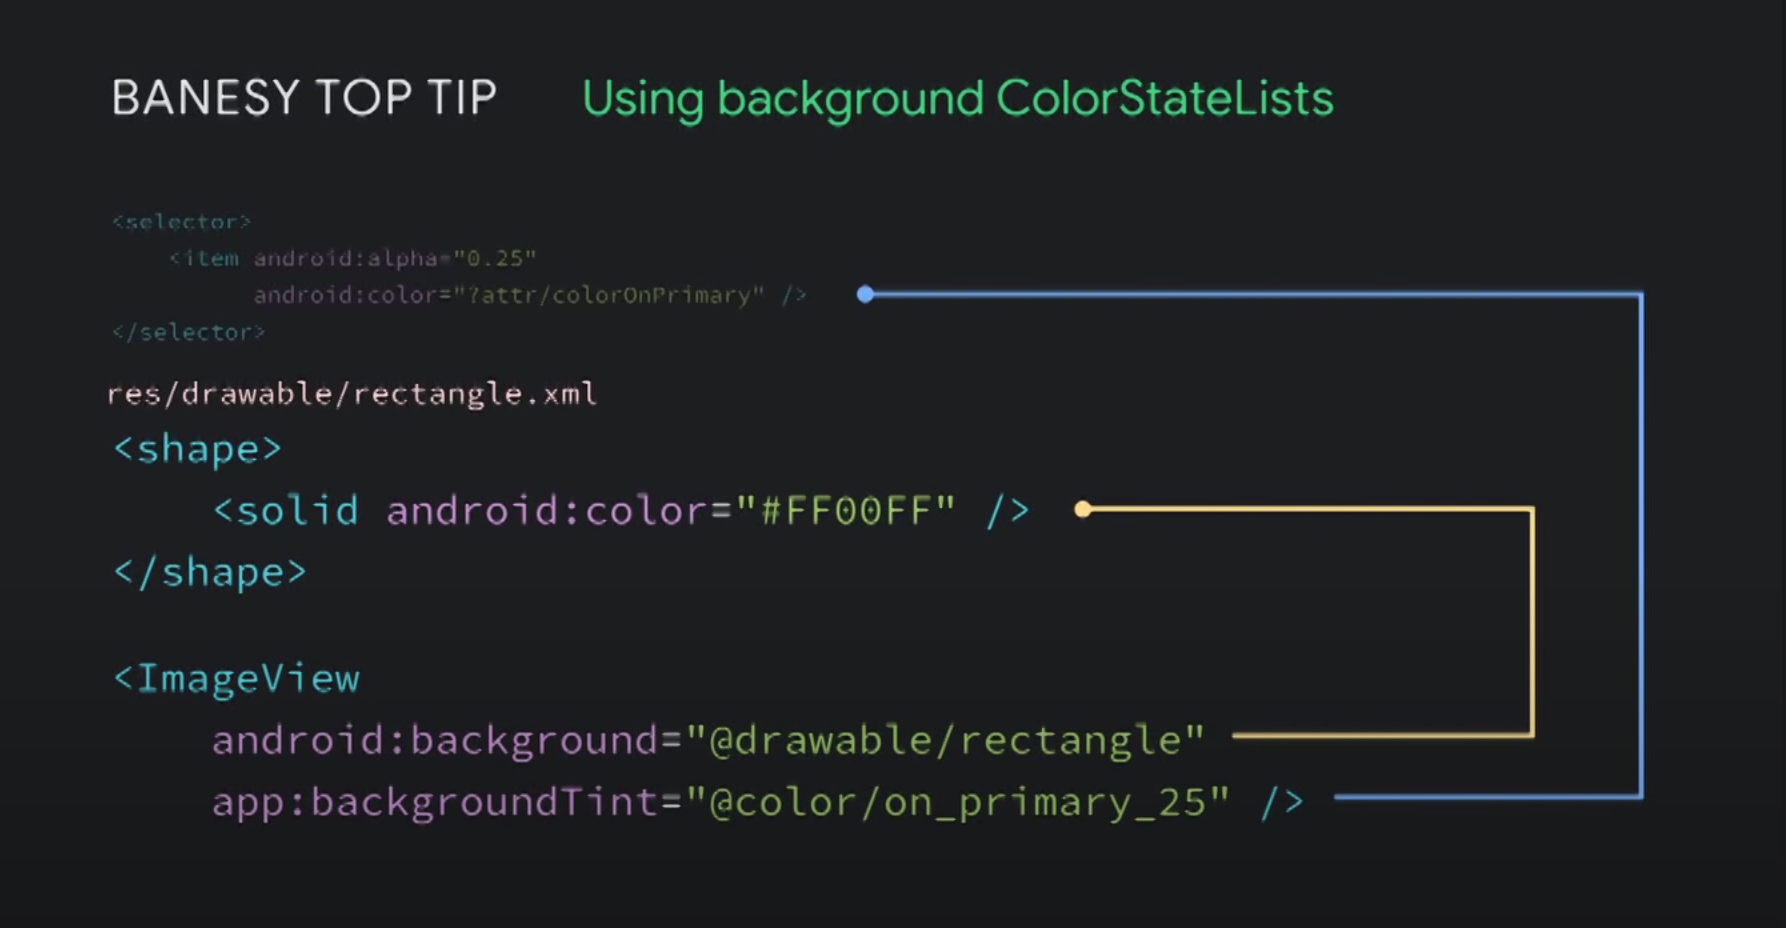 BANESY TOP TIP Using background ColorStateLists
<selector>
<item android:alpha="0.25"
android:color="?attr/colorOnPrimary" />
</selector>
res/drawable/rectangle.xml
<shape>
<solid android:color="#FF00FF" />
</shape>
<ImageView
android:background="@drawable/rectangle"
app:backgroundTint="@color/on_primary_25" />